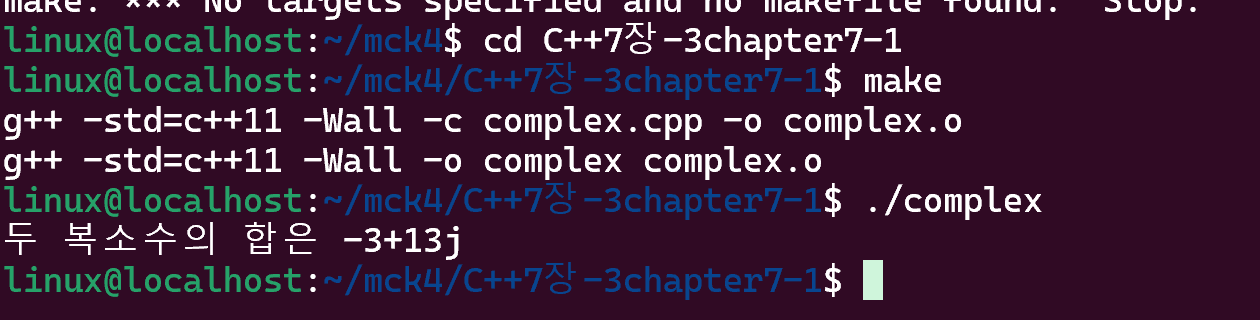 make: *** No targets specified and no makefile found.  Stop.
linux@localhost:~/mck4$ cd C++7장-3chapter7-1
linux@localhost:~/mck4/C++7장-3chapter7-1$ make
g++ -std=c++11 -Wall -c complex.cpp -o complex.o
g++ -std=c++11 -Wall -o complex complex.o
linux@localhost:~/mck4/C++7장-3chapter7-1$ ./complex
두 복소수의 합은 -3+13j
linux@localhost:~/mck4/C++7장-3chapter7-1$